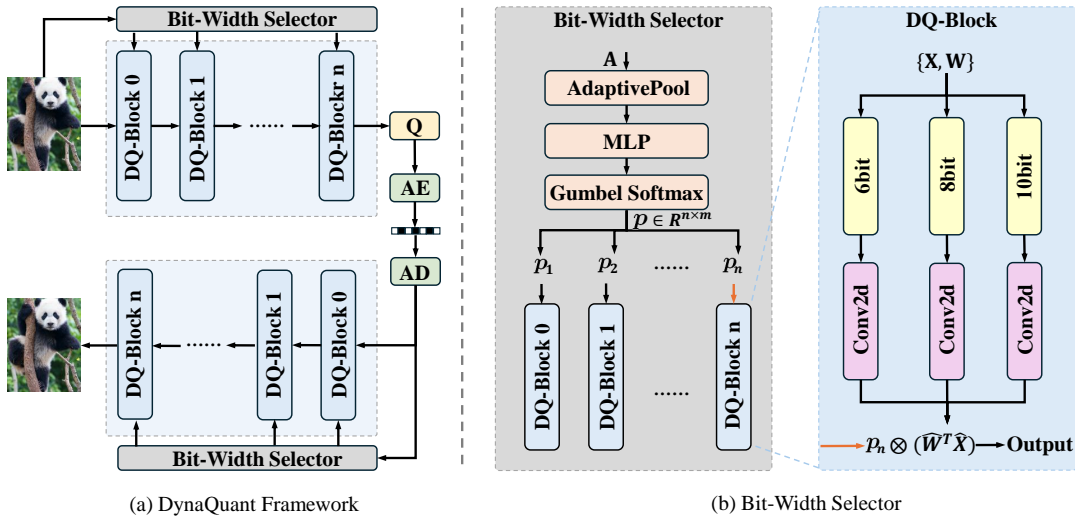 Bit-Width Selector
DQ-Block 0
DQ-Block 1
......
DQ-Blockr n
Q
AE
AD
DQ-Block n
......
DQ-Block 1
DQ-Block 0
Bit-Width Selector
(a) DynaQuant Framework
Bit-Width Selector
A
AdaptivePool
MLP
Gumbel Softmax
p ∈ R^{n×m}
p₁ p₂ ...... pₙ
DQ-Block 0
DQ-Block 1
......
DQ-Block n
DQ-Block
{X, W}
6bit
8bit
10bit
Conv2d
Conv2d
Conv2d
pₙ ⊗ (Ŵ^T X̂) Output
(b) Bit-Width Selector